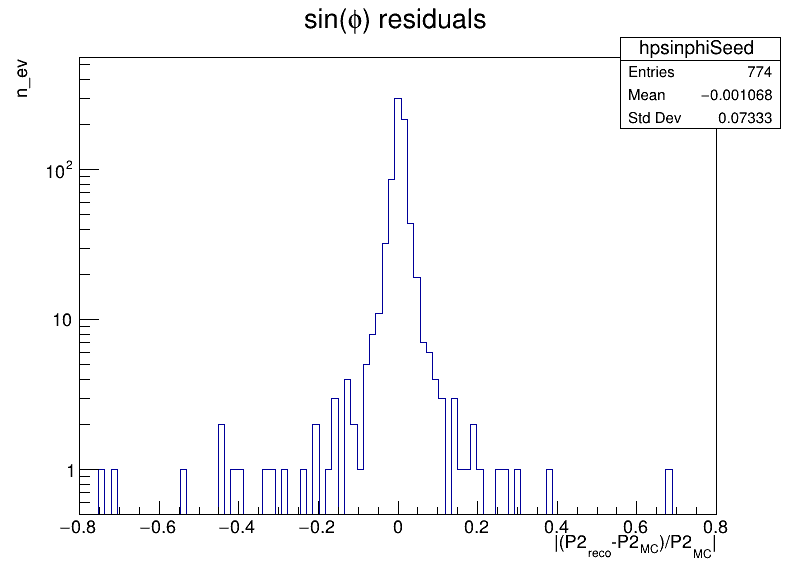 sin(ϕ) residuals
hpsinphiSeed
Entries 774
Mean −0.001068
Std Dev 0.07333
n_ev
10²
10
1
−0.8 −0.6 −0.4 −0.2 0 0.2 0.4 0.6 0.8
|(P2reco-P2MC)/P2MC|